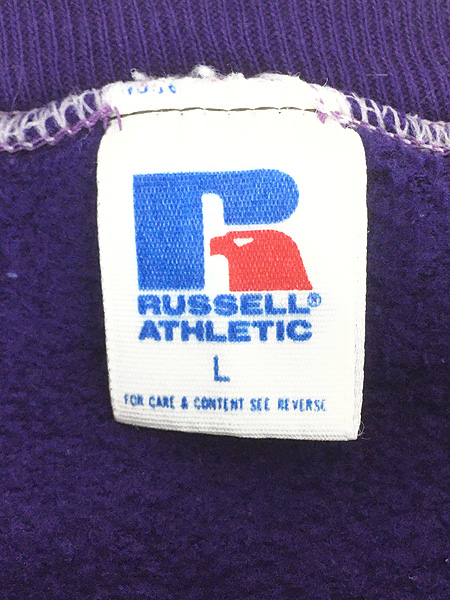 RUSSELL®
ATHLETIC
L
FOR CARE & CONTENT SEE REVERSE